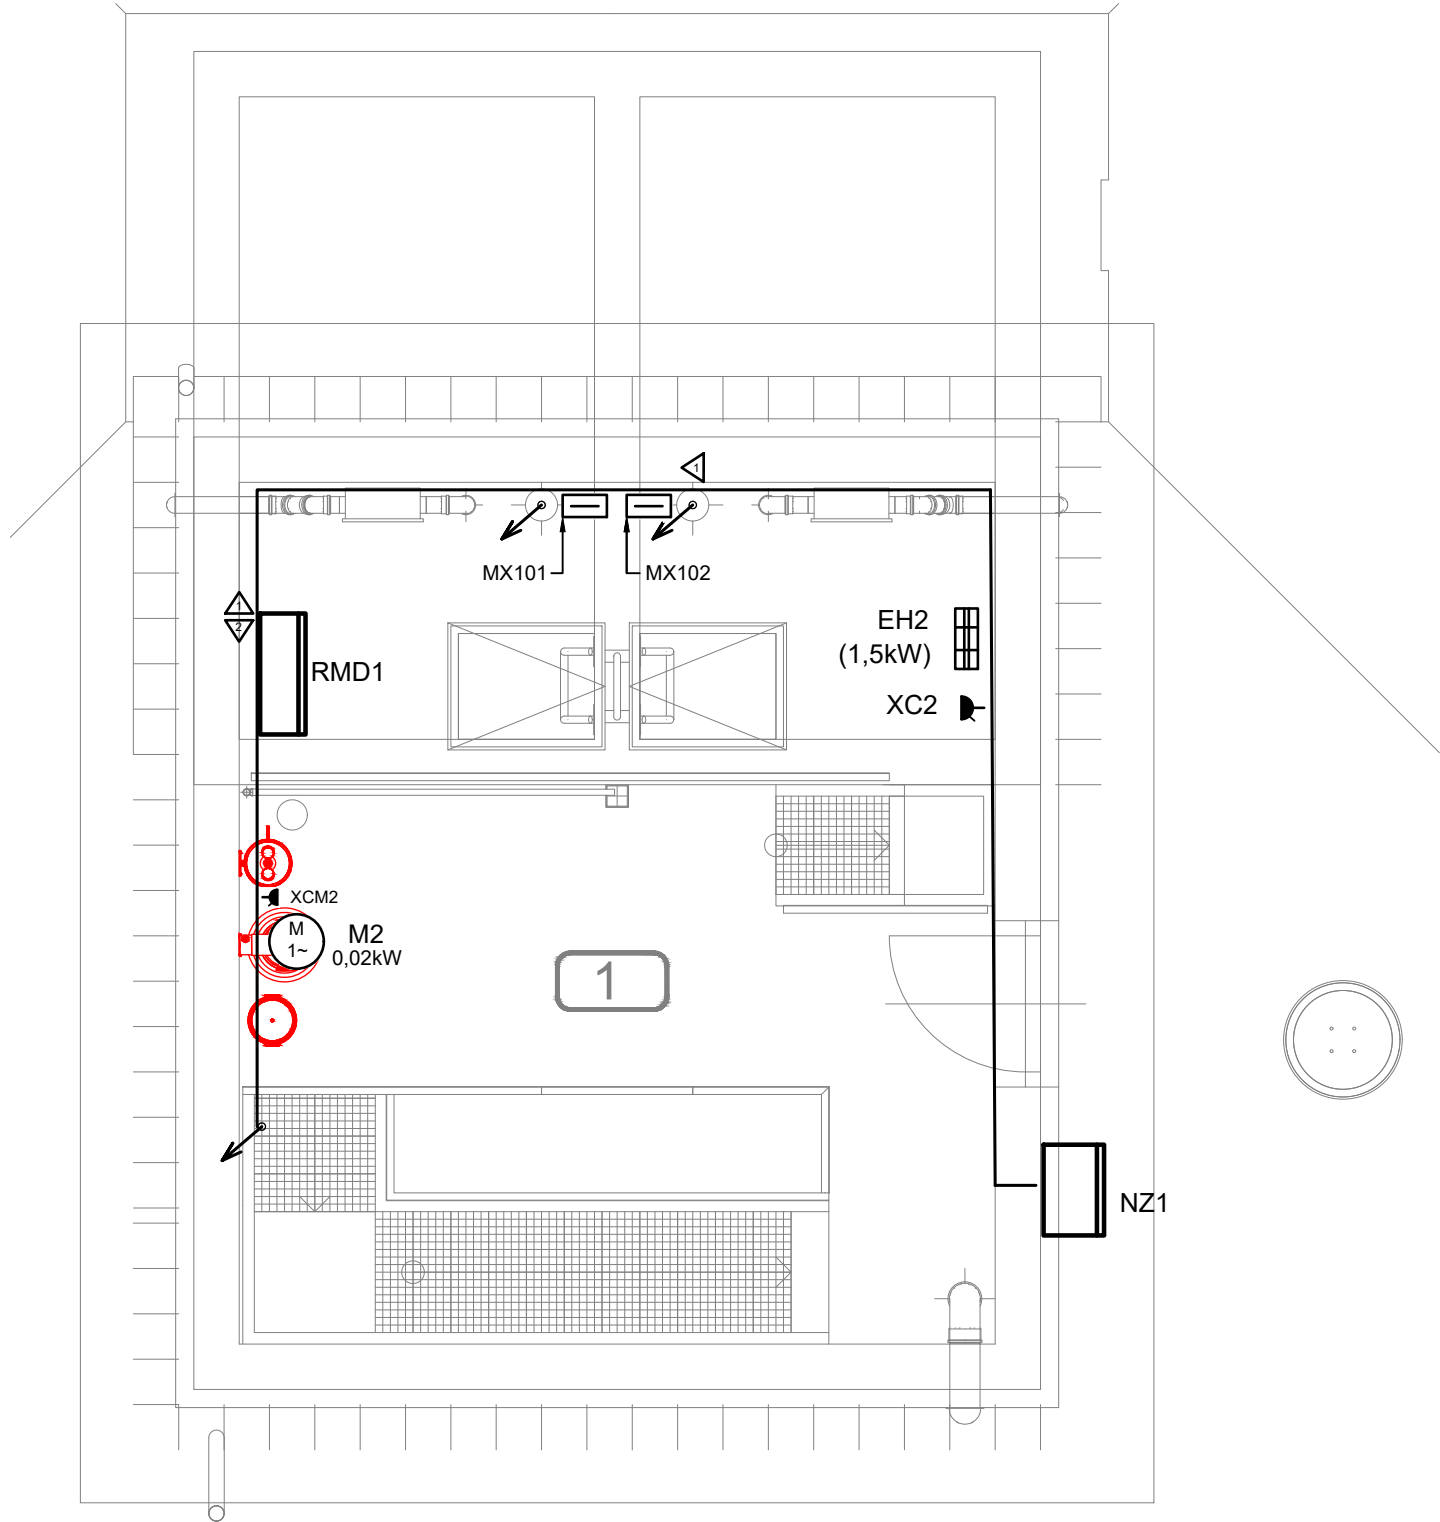 1
MX101
MX102
1
2
RMD1
EH2
(1,5kW)
XC2
XCM2
M
1~
M2
0,02kW
1
NZ1